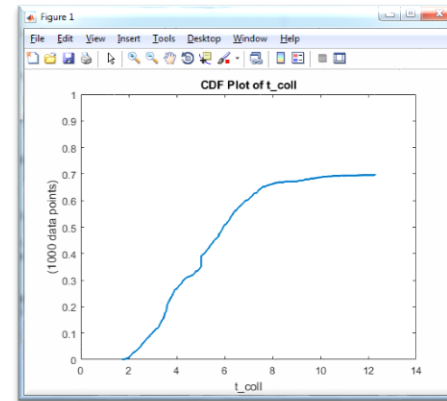 Figure 1
File Edit View Insert Tools Desktop Window Help
CDF Plot of t_coll
1
0.9
0.8
0.7
0.6
0.5
0.4
0.3
0.2
0.1
0
(1000 data points)
0 2 4 6 8 10 12 14
t_coll